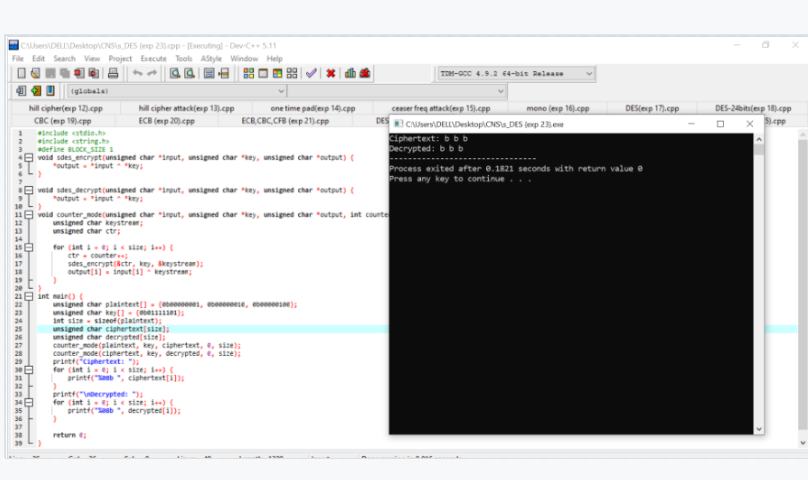 C:\Users\DELL\Desktop\CNS\s_DES (exp 23).cpp - [Executing] - Dev-C++ 5.11
File Edit Search View Project Execute Tools AStyle Window Help
TDM-GCC 4.9.2 64-bit Release
(globals)
hill cipher(exp 12).cpp hill cipher attack(exp 13).cpp one time pad(exp 14).cpp ceaser freq attack(exp 15).cpp mono (exp 16).cpp DES(exp 17).cpp DES-24bits(exp 18).cpp
CBC (exp 19).cpp ECB (exp 20).cpp ECB,CBC,CFB (exp 21).cpp DES
C:\Users\DELL\Desktop\CNS\s_DES (exp 23).exe
Ciphertext: b b b
Decrypted: b b b
--------------------------------
Process exited after 0.1821 seconds with return value 0
Press any key to continue . . .
1 #include <stdio.h>
2 #include <string.h>
3 #define BLOCK_SIZE 1
4 void sdes_encrypt(unsigned char *input, unsigned char *key, unsigned char *output) {
5 *output = *input ^ *key;
6 }
7
8 void sdes_decrypt(unsigned char *input, unsigned char *key, unsigned char *output) {
9 *output = *input ^ *key;
10 }
11 void counter_mode(unsigned char *input, unsigned char *key, unsigned char *output, int counte
12 unsigned char keystream;
13 unsigned char ctr;
14
15 for (int i = 0; i < size; i++) {
16 ctr = counter++;
17 sdes_encrypt(&ctr, key, &keystream);
18 output[i] = input[i] ^ keystream;
19 }
20 }
21 int main() {
22 unsigned char plaintext[] = {0b00000001, 0b00000010, 0b00000100};
23 unsigned char key[] = {0b01111101};
24 int size = sizeof(plaintext);
25 unsigned char ciphertext[size];
26 unsigned char decrypted[size];
27 counter_mode(plaintext, key, ciphertext, 0, size);
28 counter_mode(ciphertext, key, decrypted, 0, size);
29 printf("Ciphertext: ");
30 for (int i = 0; i < size; i++) {
31 printf("%08b ", ciphertext[i]);
32 }
33 printf("\nDecrypted: ");
34 for (int i = 0; i < size; i++) {
35 printf("%08b ", decrypted[i]);
36 }
37
38 return 0;
39 }